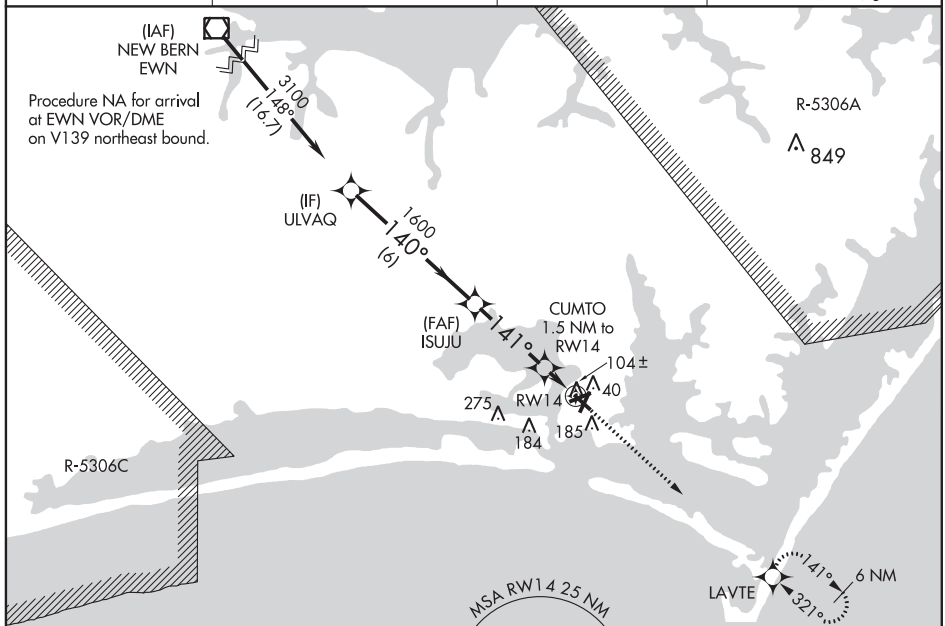 (IAF)
NEW BERN
EWN
3100
148°
(16.7)
Procedure NA for arrival
at EWN VOR/DME
on V139 northeast bound.
R-5306A
849
(IF)
ULVAQ
1600
140°
(6)
(FAF)
ISUJU
141°
CUMTO
1.5 NM to
RW14
104±
40
RW14
275
184
185
R-5306C
MSA RW14 25 NM
LAVTE
141°
321°
6 NM